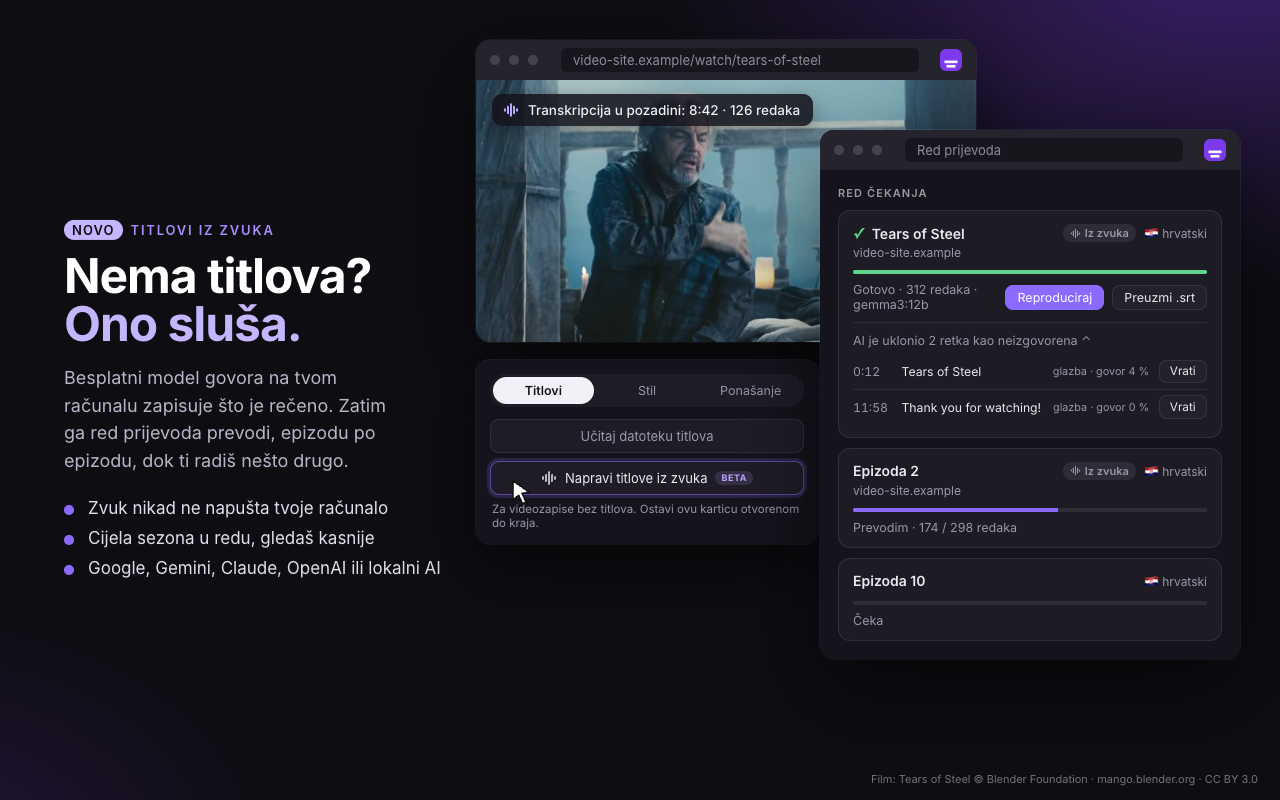 NOVO TITLOVI IZ ZVUKA
Nema titlova?
Ono sluša.
Besplatni model govora na tvom
računalu zapisuje što je rečeno. Zatim
ga red prijevoda prevodi, epizodu po
epizodu, dok ti radiš nešto drugo.
Zvuk nikad ne napušta tvoje računalo
Cijela sezona u redu, gledaš kasnije
Google, Gemini, Claude, OpenAI ili lokalni AI
video-site.example/watch/tears-of-steel
Transkripcija u pozadini: 8:42 · 126 redaka
Titlovi Stil Ponašanje
Učitaj datoteku titlova
Napravi titlove iz zvuka BETA
Za videozapise bez titlova. Ostavi ovu karticu otvorenom
do kraja.
Red prijevoda
RED ČEKANJA
✓ Tears of Steel Iz zvuka 🇭🇷 hrvatski
video-site.example
Gotovo · 312 redaka ·
gemma3:12b
Reproduciraj Preuzmi .srt
AI je uklonio 2 retka kao neizgovorena ^
0:12 Tears of Steel glazba · govor 4 % Vrati
11:58 Thank you for watching! glazba · govor 0 % Vrati
Epizoda 2 Iz zvuka 🇭🇷 hrvatski
video-site.example
Prevodim · 174 / 298 redaka
Epizoda 10 🇭🇷 hrvatski
Čeka
Film: Tears of Steel © Blender Foundation · mango.blender.org · CC BY 3.0